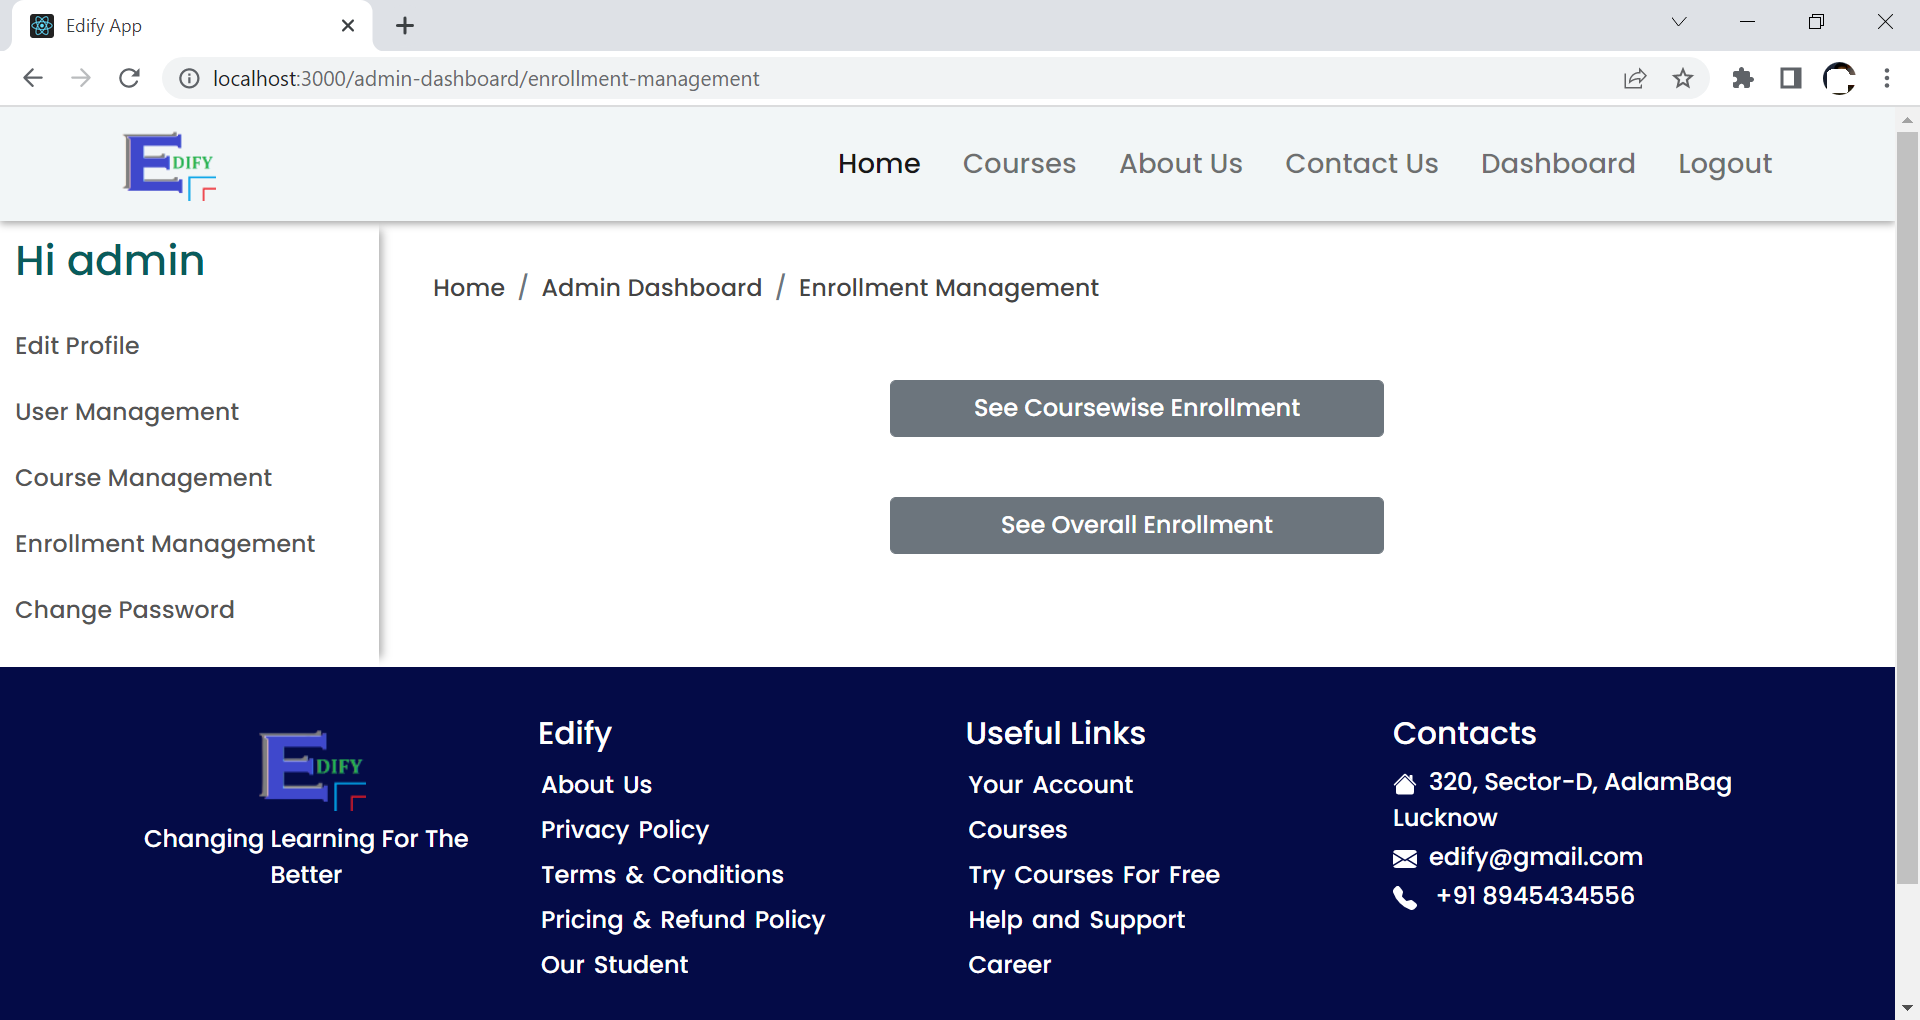 Edify App
localhost:3000/admin-dashboard/enrollment-management
EDIFY
Home Courses About Us Contact Us Dashboard Logout
Hi admin
Edit Profile
User Management
Course Management
Enrollment Management
Change Password
Home / Admin Dashboard / Enrollment Management
See Coursewise Enrollment
See Overall Enrollment
EDIFY
Changing Learning For The
Better
Edify
About Us
Privacy Policy
Terms & Conditions
Pricing & Refund Policy
Our Student
Useful Links
Your Account
Courses
Try Courses For Free
Help and Support
Career
Contacts
320, Sector-D, AalamBag
Lucknow
edify@gmail.com
+91 8945434556